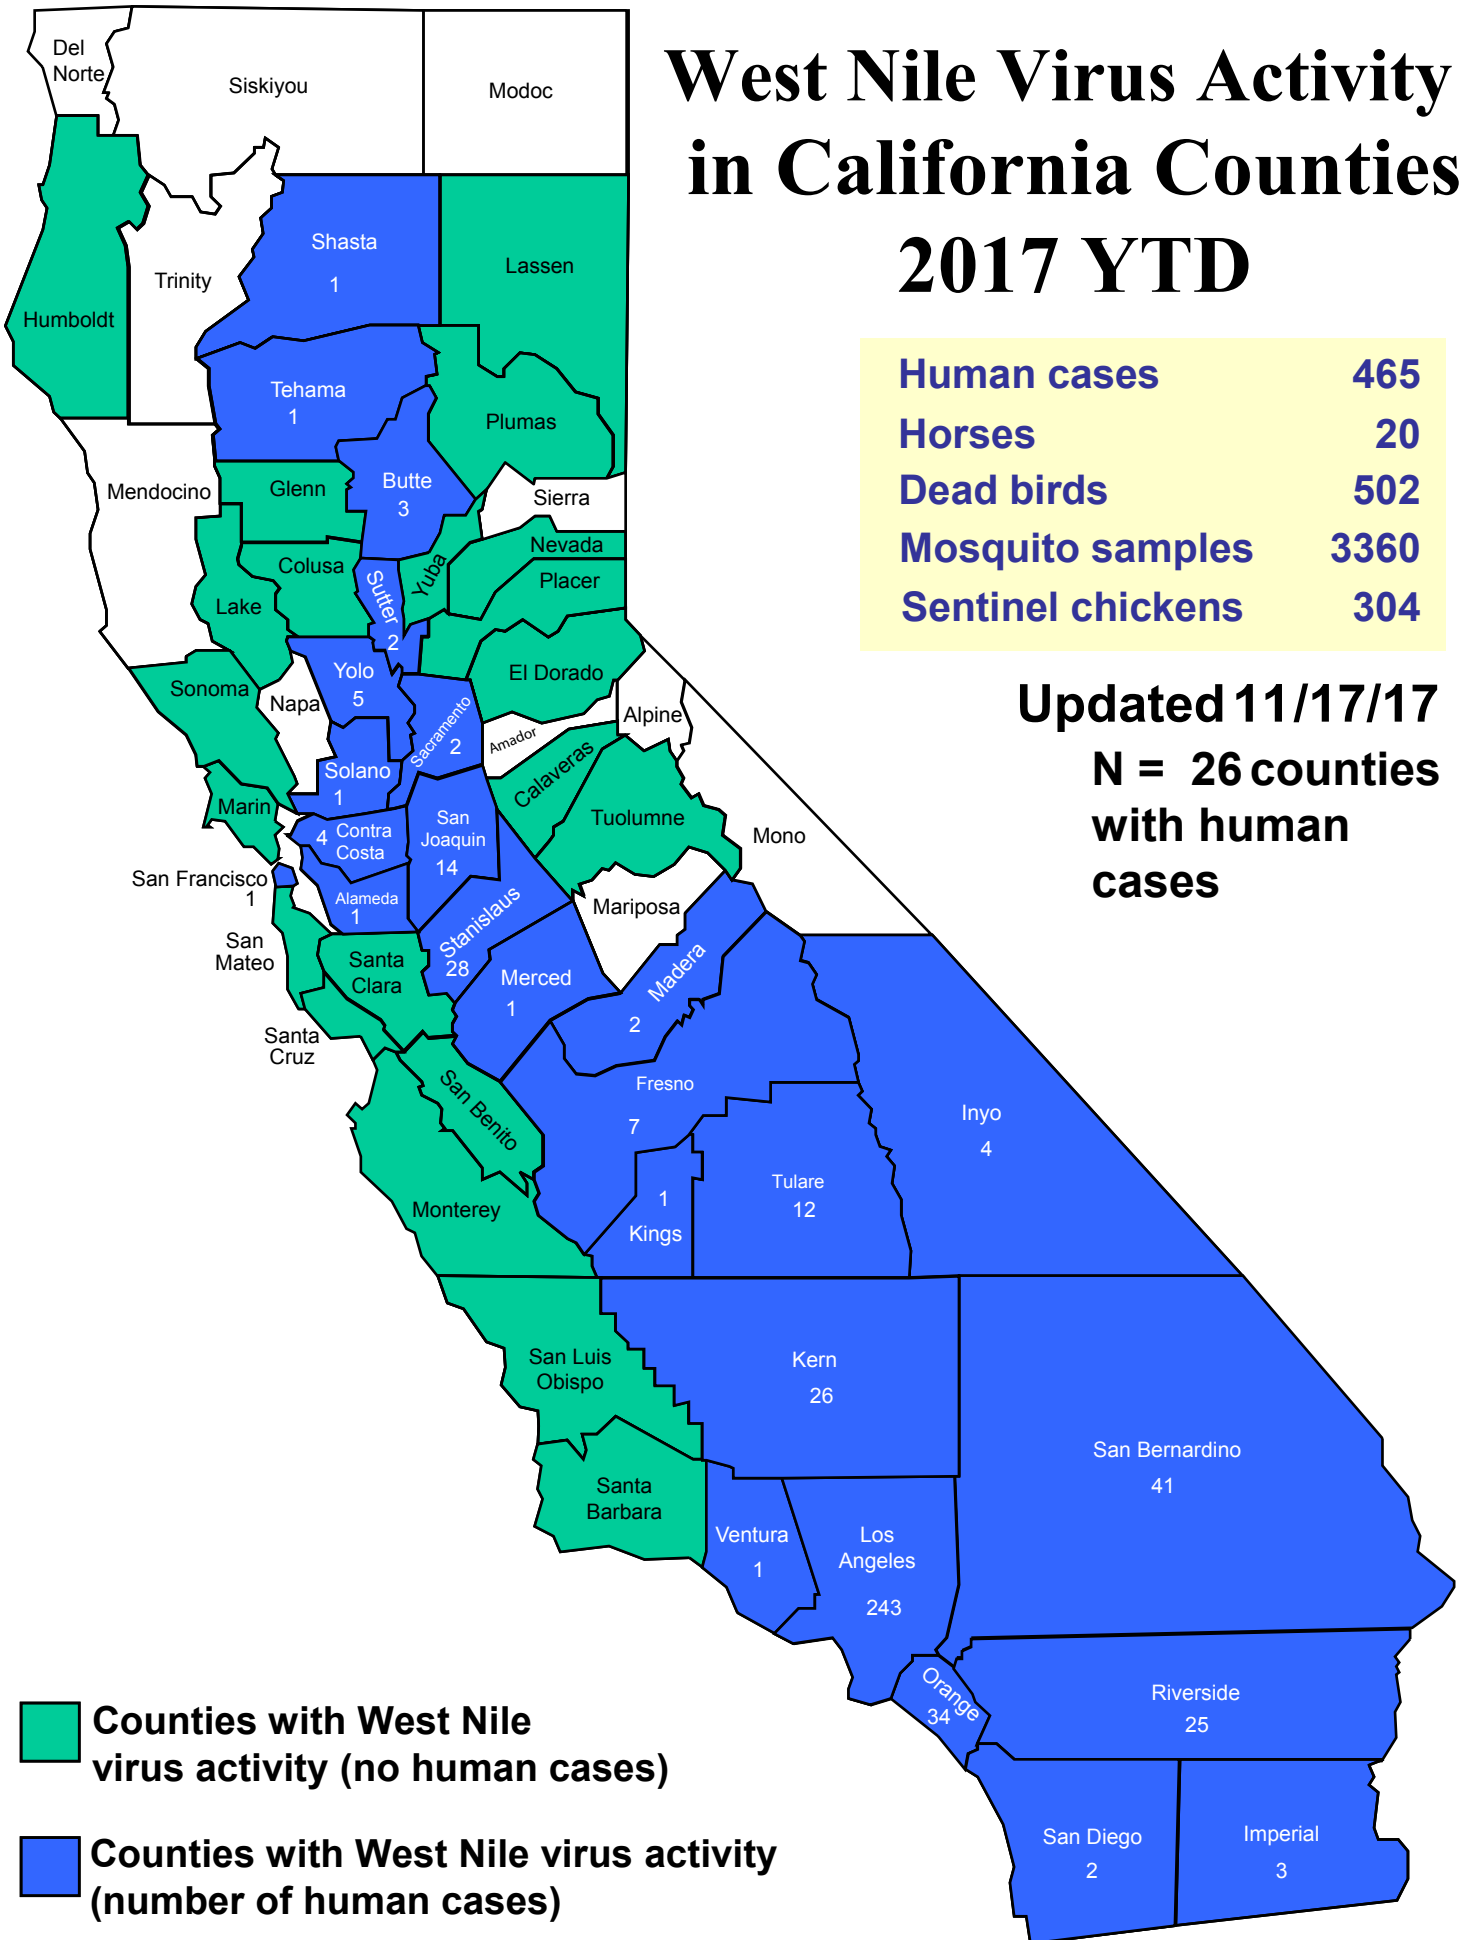 West Nile Virus Activity
in California Counties
2017 YTD
Human cases 465
Horses 20
Dead birds 502
Mosquito samples 3360
Sentinel chickens 304
Updated 11/17/17
N = 26 counties
with human
cases
Del
Norte
Siskiyou
Modoc
Shasta
1
Lassen
Trinity
Humboldt
Tehama
1
Plumas
Mendocino
Glenn
Butte
3
Sierra
Nevada
Colusa
Sutter
2
Yuba
Placer
Lake
El Dorado
Yolo
5
Sonoma
Napa
Sacramento
2
Alpine
Amador
Solano
1
Calaveras
Marin
Tuolumne
4 Contra
Costa
San
Joaquin
14
Mono
San Francisco
1
Alameda
1
Stanislaus
28
Mariposa
San
Mateo
Santa
Clara
Merced
1
Madera
2
Santa
Cruz
Fresno
7
San Benito
Inyo
4
Monterey
1
Kings
Tulare
12
San Luis
Obispo
Kern
26
San Bernardino
41
Santa
Barbara
Ventura
1
Los
Angeles
243
Orange
34
Riverside
25
San Diego
2
Imperial
3
Counties with West Nile
virus activity (no human cases)
Counties with West Nile virus activity
(number of human cases)